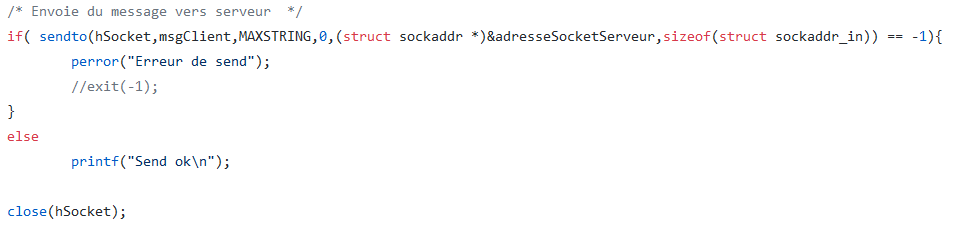 /* Envoie du message vers serveur  */
if( sendto(hSocket,msgClient,MAXSTRING,0,(struct sockaddr *)&adresseSocketServeur,sizeof(struct sockaddr_in)) == -1){
        perror("Erreur de send");
        //exit(-1);
}
else
        printf("Send ok\n");
close(hSocket);